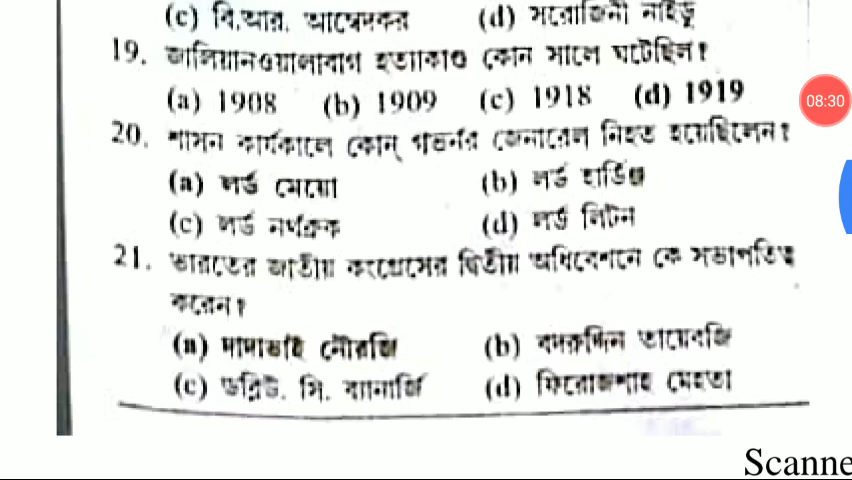 (c) বি.আর. আম্বেদকর (d) সরোজিনী নাইডু
19. জালিয়ানওয়ালাবাগ হত্যাকাণ্ড কোন সালে ঘটেছিল?
(a) 1908 (b) 1909 (c) 1918 (d) 1919
08:30
20. শাসন কার্যকালে কোন্ গভর্নর জেনারেল নিহত হয়েছিলেন?
(a) লর্ড মেয়ো (b) লর্ড হার্ডিঞ্জ
(c) লর্ড নর্থব্রুক (d) লর্ড লিটন
21. ভারতের জাতীয় কংগ্রেসের দ্বিতীয় অধিবেশনে কে সভাপতিত্ব
করেন?
(a) দাদাভাই নৌরজি (b) বদরুদ্দিন তায়েবজি
(c) ডব্লিউ. সি. ব্যানার্জি (d) ফিরোজশাহ মেহতা
Scanne